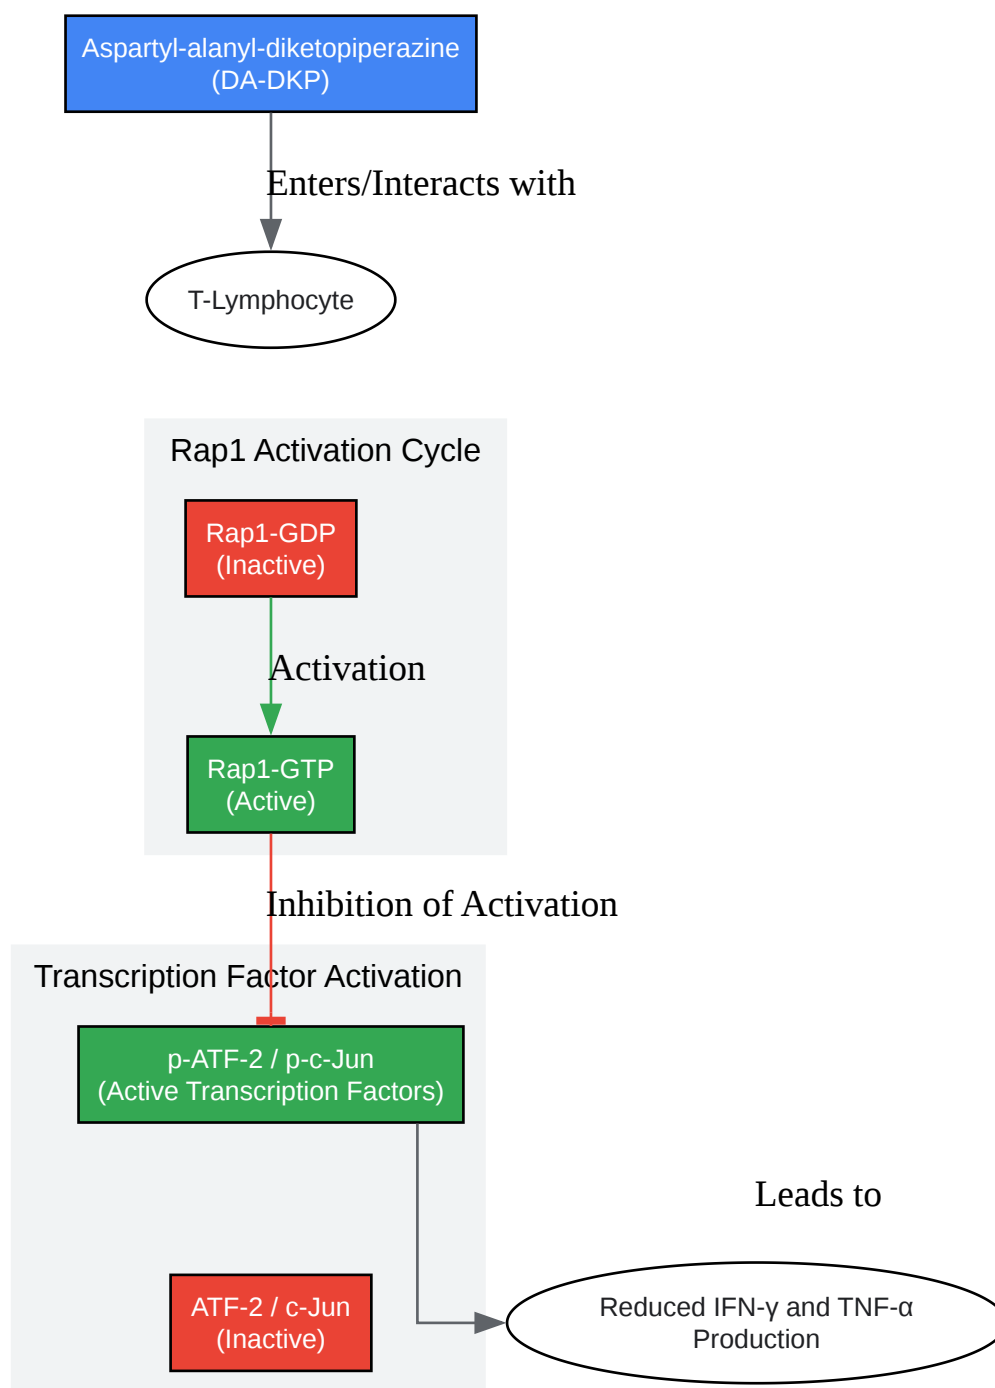 Aspartyl-alanyl-diketopiperazine
(DA-DKP)
Enters/Interacts with
T-Lymphocyte
Rap1 Activation Cycle
Rap1-GDP
(Inactive)
Activation
Rap1-GTP
(Active)
Inhibition of Activation
Transcription Factor Activation
p-ATF-2 / p-c-Jun
(Active Transcription Factors)
Leads to
ATF-2 / c-Jun
(Inactive)
Reduced IFN-γ and TNF-α
Production